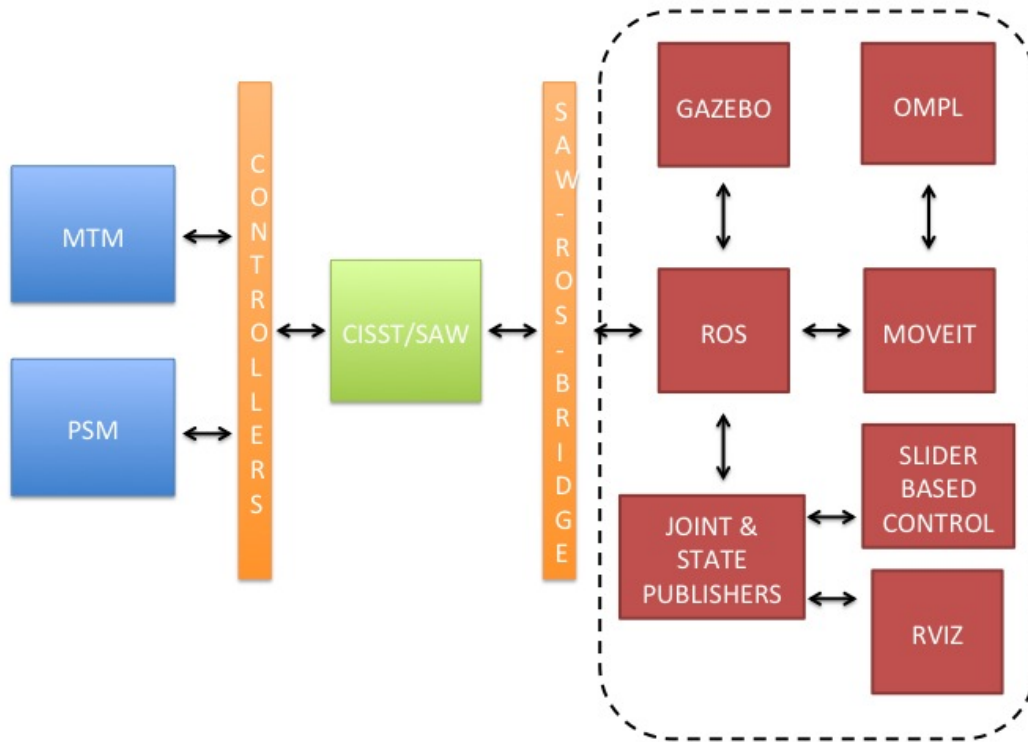 GAZEBO
OMPL
MTM
CONTROLLERS
SAW-ROS-BRIDGE
CISST/SAW
ROS
MOVEIT
PSM
SLIDER
BASED
CONTROL
JOINT &
STATE
PUBLISHERS
RVIZ